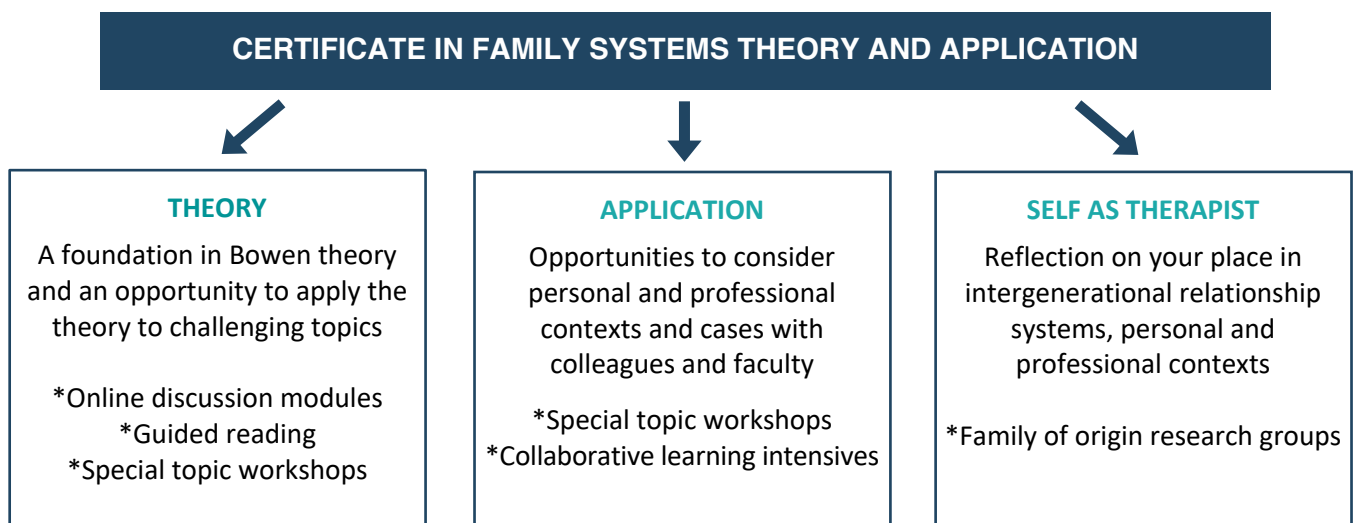 CERTIFICATE IN FAMILY SYSTEMS THEORY AND APPLICATION
THEORY
A foundation in Bowen theory
and an opportunity to apply the
theory to challenging topics
*Online discussion modules
*Guided reading
*Special topic workshops
APPLICATION
Opportunities to consider
personal and professional
contexts and cases with
colleagues and faculty
*Special topic workshops
*Collaborative learning intensives
SELF AS THERAPIST
Reflection on your place in
intergenerational relationship
systems, personal and
professional contexts
*Family of origin research groups